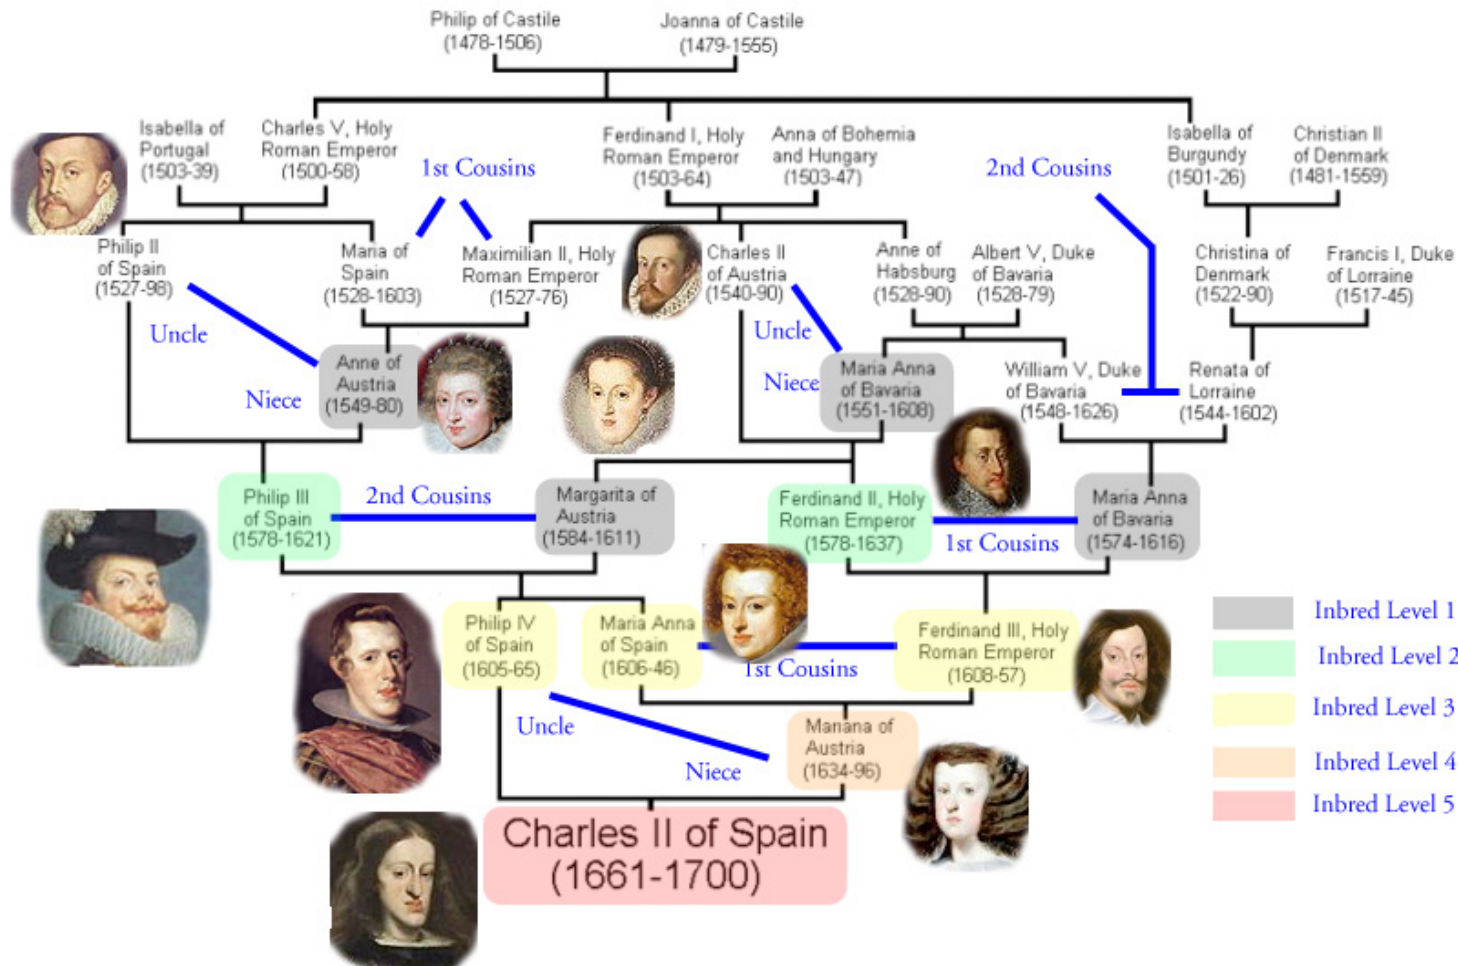 Philip of Castile
(1478-1506)
Joanna of Castile
(1479-1555)
Isabella of
Portugal
(1503-39)
Charles V, Holy
Roman Emperor
(1500-58)
1st Cousins
Ferdinand I, Holy
Roman Emperor
(1503-64)
Anna of Bohemia
and Hungary
(1503-47)
2nd Cousins
Isabella of
Burgundy
(1501-26)
Christian II
of Denmark
(1481-1559)
Philip II
of Spain
(1527-98)
Maria of
Spain
(1528-1603)
Maximilian II, Holy
Roman Emperor
(1527-76)
Charles II
of Austria
(1540-90)
Anne of
Habsburg
(1528-90)
Albert V, Duke
of Bavaria
(1528-79)
Christina of
Denmark
(1522-90)
Francis I, Duke
of Lorraine
(1517-45)
Uncle
Niece
Anne of
Austria
(1549-80)
Uncle
Niece
Maria Anna
of Bavaria
(1551-1608)
William V, Duke
of Bavaria
(1548-1626)
Renata of
Lorraine
(1544-1602)
Philip III
of Spain
(1578-1621)
2nd Cousins
Margarita of
Austria
(1584-1611)
Ferdinand II, Holy
Roman Emperor
(1578-1637)
1st Cousins
Maria Anna
of Bavaria
(1574-1616)
Philip IV
of Spain
(1605-65)
Maria Anna
of Spain
(1606-46)
1st Cousins
Ferdinand III, Holy
Roman Emperor
(1608-57)
Uncle
Niece
Mariana of
Austria
(1634-96)
Charles II of Spain
(1661-1700)
Inbred Level 1
Inbred Level 2
Inbred Level 3
Inbred Level 4
Inbred Level 5